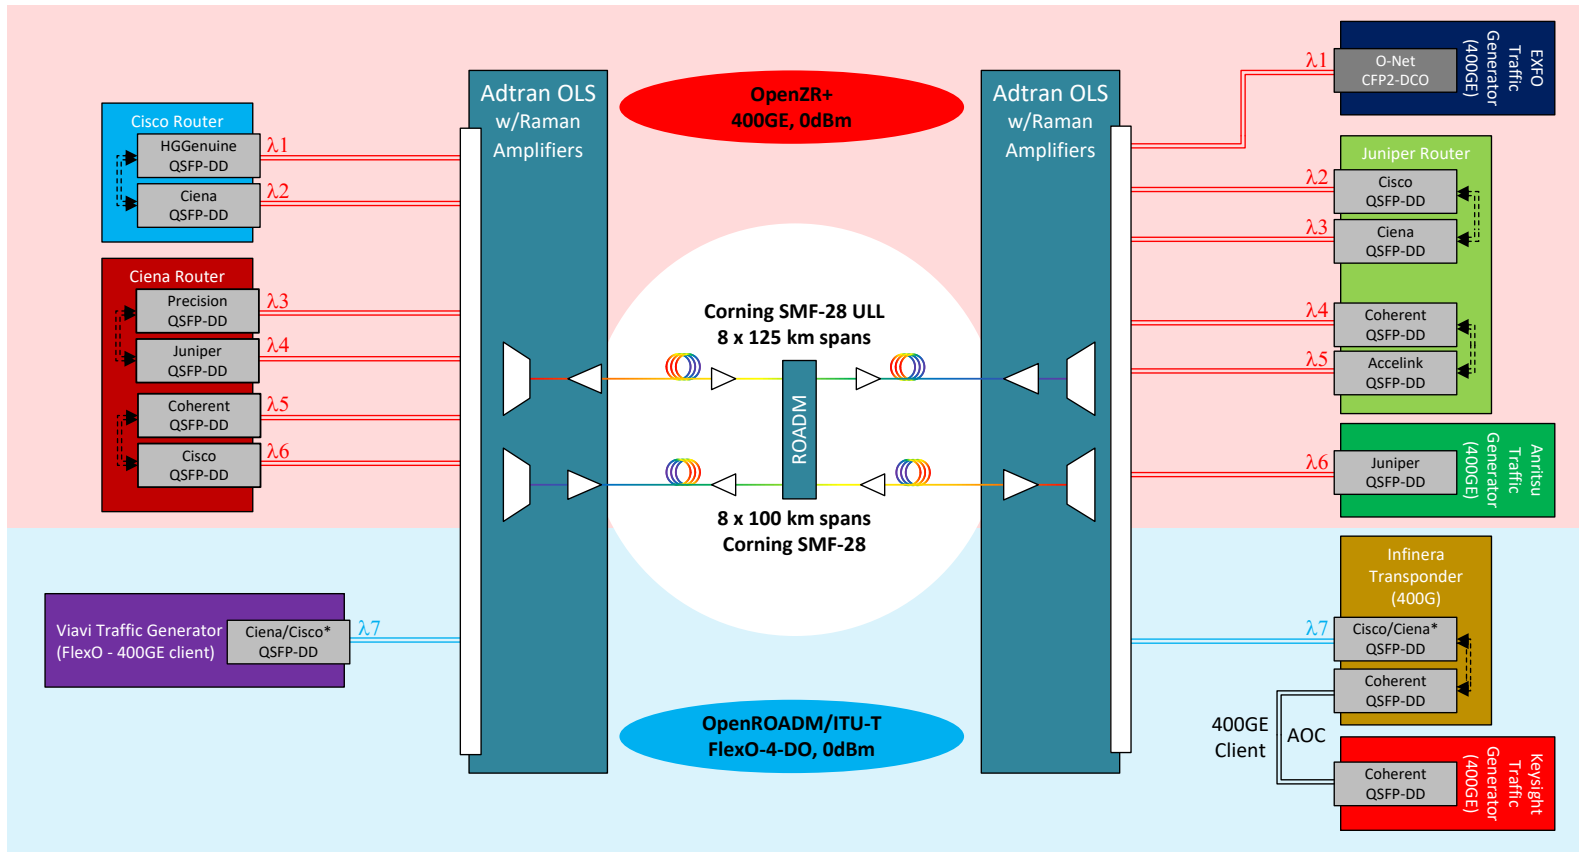 OpenZR+
400GE, 0dBm
Adtran OLS
w/Raman
Amplifiers
Adtran OLS
w/Raman
Amplifiers
Cisco Router
HGGenuine
QSFP-DD
λ1
Ciena
QSFP-DD
λ2
Ciena Router
Precision
QSFP-DD
λ3
Juniper
QSFP-DD
λ4
Coherent
QSFP-DD
λ5
Cisco
QSFP-DD
λ6
Viavi Traffic Generator
(FlexO - 400GE client)
Ciena/Cisco*
QSFP-DD
λ7
Corning SMF-28 ULL
8 x 125 km spans
ROADM
8 x 100 km spans
Corning SMF-28
OpenROADM/ITU-T
FlexO-4-DO, 0dBm
λ1
O-Net
CFP2-DCO
EXFO
Traffic
Generator
(400GE)
Juniper Router
λ2
Cisco
QSFP-DD
λ3
Ciena
QSFP-DD
λ4
Coherent
QSFP-DD
λ5
Accelink
QSFP-DD
λ6
Juniper
QSFP-DD
Anritsu
Traffic
Generator
(400GE)
Infinera
Transponder
(400G)
λ7
Cisco/Ciena*
QSFP-DD
Coherent
QSFP-DD
400GE
Client
AOC
Coherent
QSFP-DD
Keysight
Traffic
Generator
(400GE)